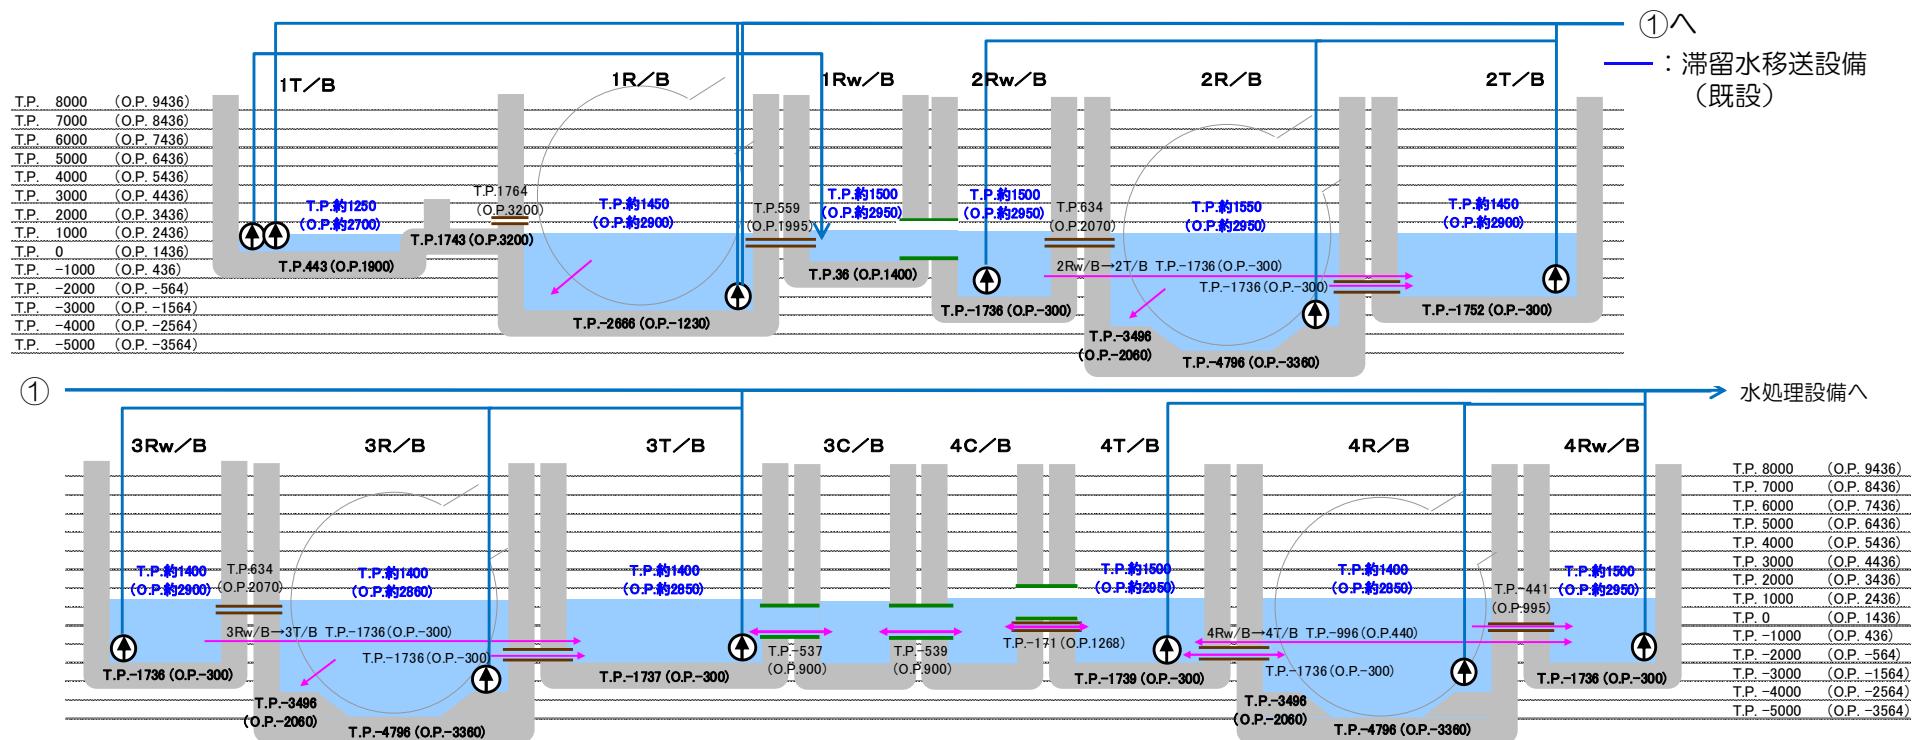 ①へ
：滞留水移送設備
（既設）
1T／B
1R／B
1Rw／B
2Rw／B
2R／B
2T／B
T.P. 8000 (O.P. 9436)
T.P. 7000 (O.P. 8436)
T.P. 6000 (O.P. 7436)
T.P. 5000 (O.P. 6436)
T.P. 4000 (O.P. 5436)
T.P. 3000 (O.P. 4436)
T.P. 2000 (O.P. 3436)
T.P. 1000 (O.P. 2436)
T.P. 0 (O.P. 1436)
T.P. -1000 (O.P. 436)
T.P. -2000 (O.P. -564)
T.P. -3000 (O.P. -1564)
T.P. -4000 (O.P. -2564)
T.P. -5000 (O.P. -3564)
T.P.約1250
(O.P.約2700)
T.P.443 (O.P.1900)
T.P.1764
(O.P.3200)
T.P.1743 (O.P.3200)
T.P.約1450
(O.P.約2900)
T.P.-2666 (O.P.-1230)
T.P.559
(O.P.1995)
T.P.約1500
(O.P.約2950)
T.P.36 (O.P.1400)
T.P.約1500
(O.P.約2950)
T.P.-1736 (O.P.-300)
T.P.634
(O.P.2070)
2Rw/B→2T/B T.P.-1736(O.P.-300)
T.P.約1550
(O.P.約2950)
T.P.-1736(O.P.-300)
T.P.-3496
(O.P.-2060)
T.P.-4796 (O.P.-3360)
T.P.約1450
(O.P.約2900)
T.P.-1752 (O.P.-300)
①
水処理設備へ
3Rw／B
3R／B
3T／B
3C／B
4C／B
4T／B
4R／B
4Rw／B
T.P.約1400
(O.P.約2900)
T.P.-1736 (O.P.-300)
T.P.634
(O.P.2070)
T.P.約1400
(O.P.約2860)
3Rw/B→3T/B T.P.-1736(O.P.-300)
T.P.-1736(O.P.-300)
T.P.-3496
(O.P.-2060)
T.P.-4796 (O.P.-3360)
T.P.約1400
(O.P.約2850)
T.P.-1737 (O.P.-300)
T.P.-537
(O.P.900)
T.P.-539
(O.P.900)
T.P.-171 (O.P.1268)
T.P.約1500
(O.P.約2950)
T.P.-1739 (O.P.-300)
4Rw/B→4T/B T.P.-996(O.P.440)
T.P.-1736(O.P.-300)
T.P.約1400
(O.P.約2850)
T.P.-3496
(O.P.-2060)
T.P.-4796 (O.P.-3360)
T.P.-441
(O.P.995)
T.P.約1500
(O.P.約2950)
T.P.-1736 (O.P.-300)
T.P. 8000 (O.P. 9436)
T.P. 7000 (O.P. 8436)
T.P. 6000 (O.P. 7436)
T.P. 5000 (O.P. 6436)
T.P. 4000 (O.P. 5436)
T.P. 3000 (O.P. 4436)
T.P. 2000 (O.P. 3436)
T.P. 1000 (O.P. 2436)
T.P. 0 (O.P. 1436)
T.P. -1000 (O.P. 436)
T.P. -2000 (O.P. -564)
T.P. -3000 (O.P. -1564)
T.P. -4000 (O.P. -2564)
T.P. -5000 (O.P. -3564)